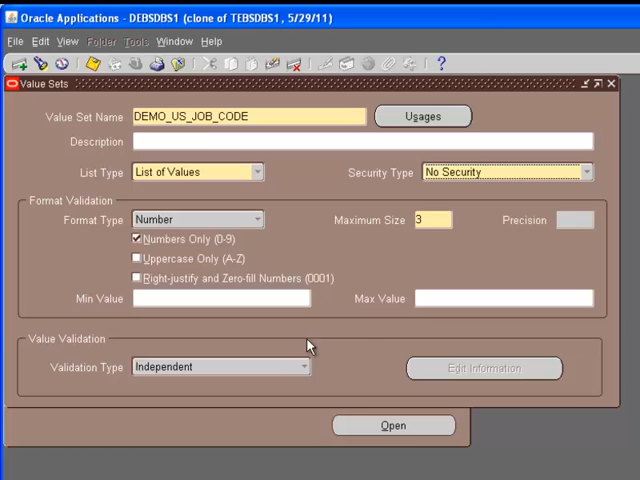 Oracle Applications - DEBSDBS1 (clone of TEBSDBS1, 5/29/11)
File Edit View Folder Tools Window Help
Value Sets
Value Set Name DEMO_US_JOB_CODE Usages
Description
List Type List of Values Security Type No Security
Format Validation
Format Type Number Maximum Size 3 Precision
Numbers Only (0-9)
Uppercase Only (A-Z)
Right-justify and Zero-fill Numbers (0001)
Min Value Max Value
Value Validation
Validation Type Independent Edit Information
Open